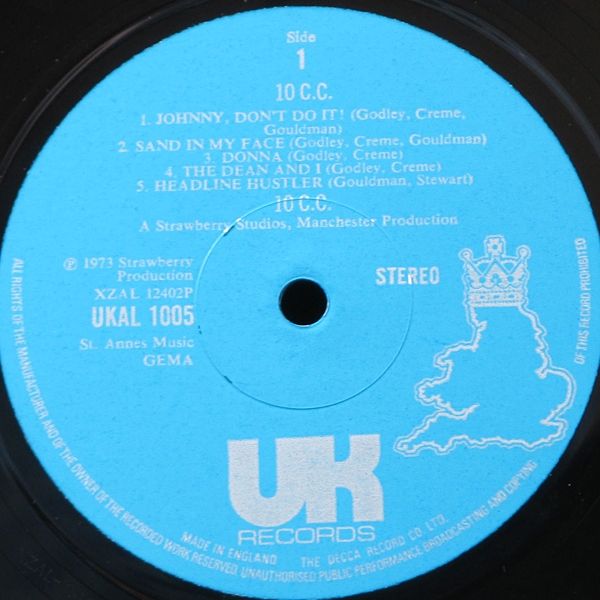 Side
1
10 C.C.
1. JOHNNY, DON'T DO IT! (Godley, Creme,
Gouldman)
2. SAND IN MY FACE (Godley, Creme, Gouldman)
3. DONNA (Godley, Creme)
4. THE DEAN AND I (Godley, Creme)
5. HEADLINE HUSTLER (Gouldman, Stewart)
10 C.C.
A Strawberry Studios, Manchester Production
℗ 1973 Strawberry
Production
XZAL 12402P
UKAL 1005
St. Annes Music
GEMA
STEREO
UK
RECORDS
MADE IN ENGLAND THE DECCA RECORD CO LTD.
ALL RIGHTS OF THE MANUFACTURER AND OF THE OWNER OF THE RECORDED WORK RESERVED UNAUTHORISED PUBLIC PERFORMANCE BROADCASTING AND COPYING OF THIS RECORD PROHIBITED